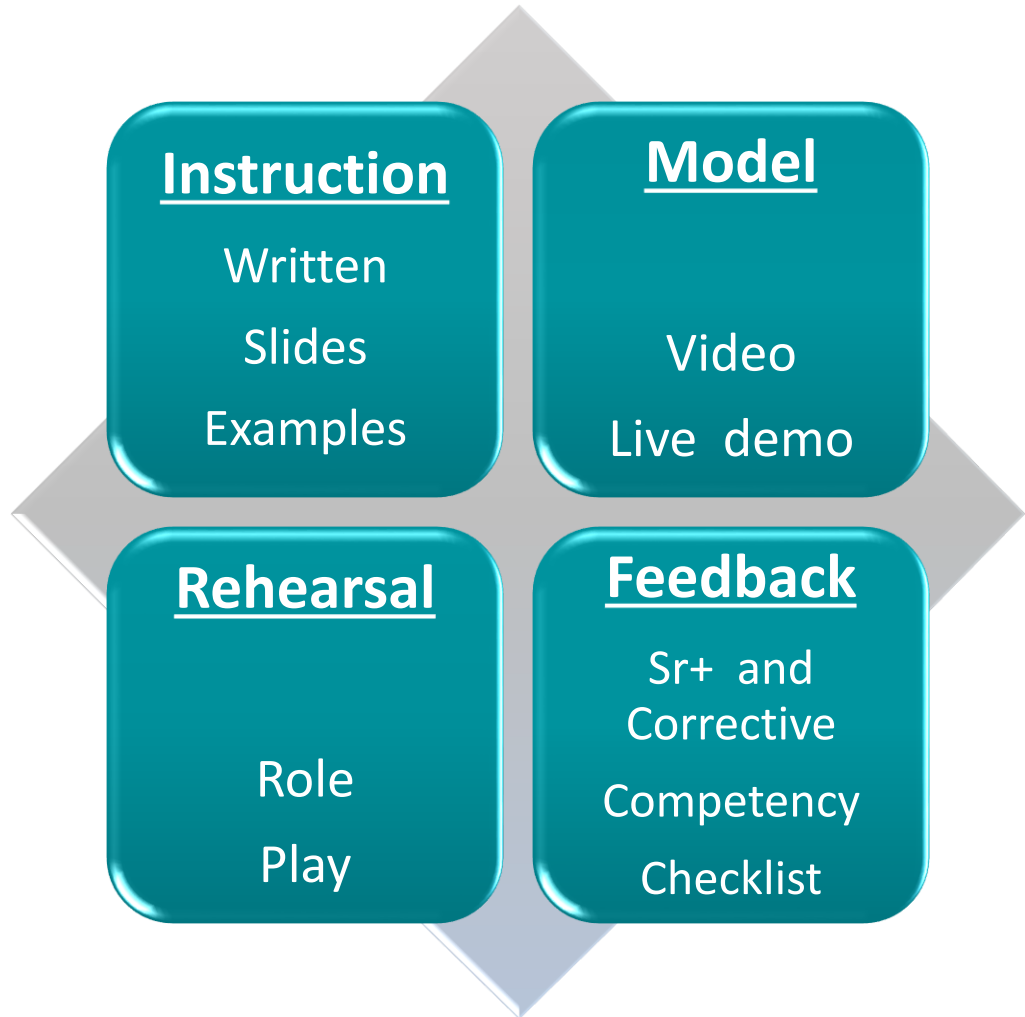 Instruction
Written
Slides
Examples
Model
Video
Live demo
Rehearsal
Role
Play
Feedback
Sr+ and
Corrective
Competency
Checklist